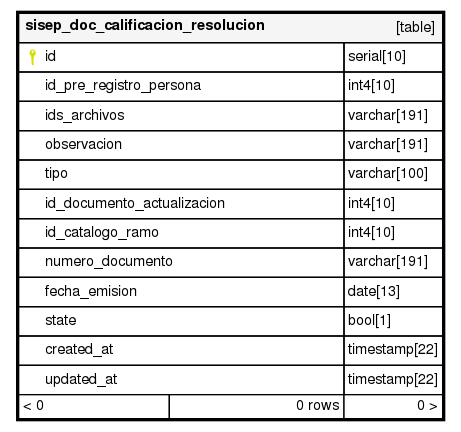 sisep_doc_calificacion_resolucion [table]
id serial[10]
id_pre_registro_persona int4[10]
ids_archivos varchar[191]
observacion varchar[191]
tipo varchar[100]
id_documento_actualizacion int4[10]
id_catalogo_ramo int4[10]
numero_documento varchar[191]
fecha_emision date[13]
state bool[1]
created_at timestamp[22]
updated_at timestamp[22]
< 0 0 rows 0 >